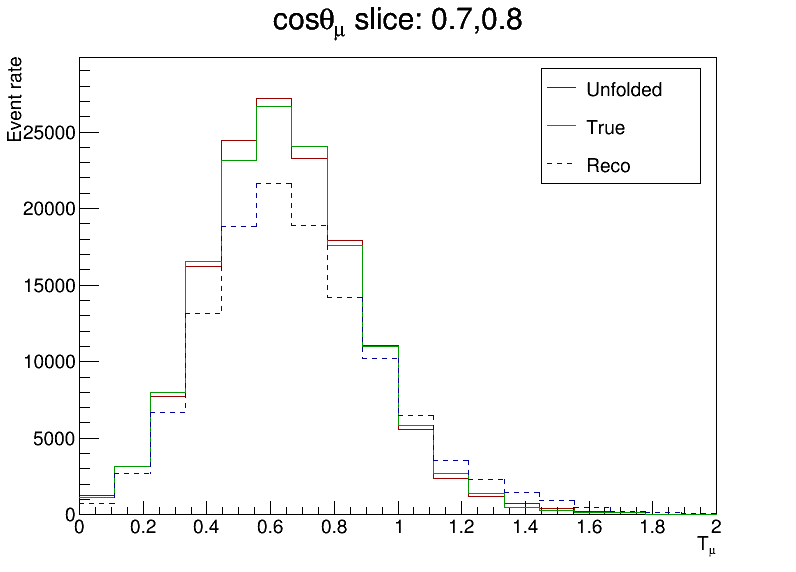 cosθμ slice: 0.7,0.8
Event rate
Unfolded
True
Reco
25000
20000
15000
10000
5000
0
0 0.2 0.4 0.6 0.8 1 1.2 1.4 1.6 1.8 2
Tμ